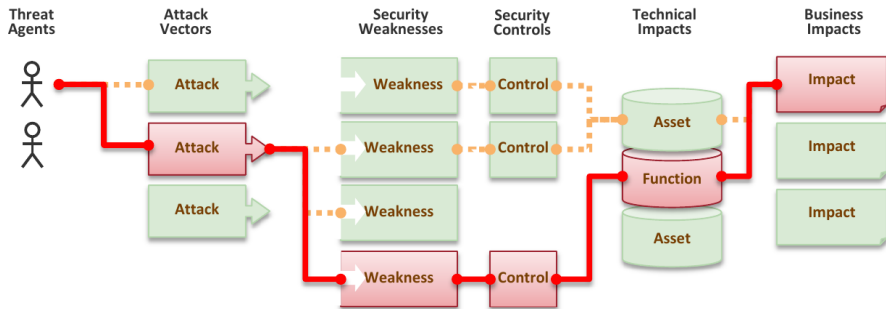 Threat
Agents
Attack
Vectors
Security
Weaknesses
Security
Controls
Technical
Impacts
Business
Impacts
Attack
Weakness
Control
Impact
Asset
Attack
Weakness
Control
Impact
Function
Attack
Weakness
Impact
Asset
Weakness
Control